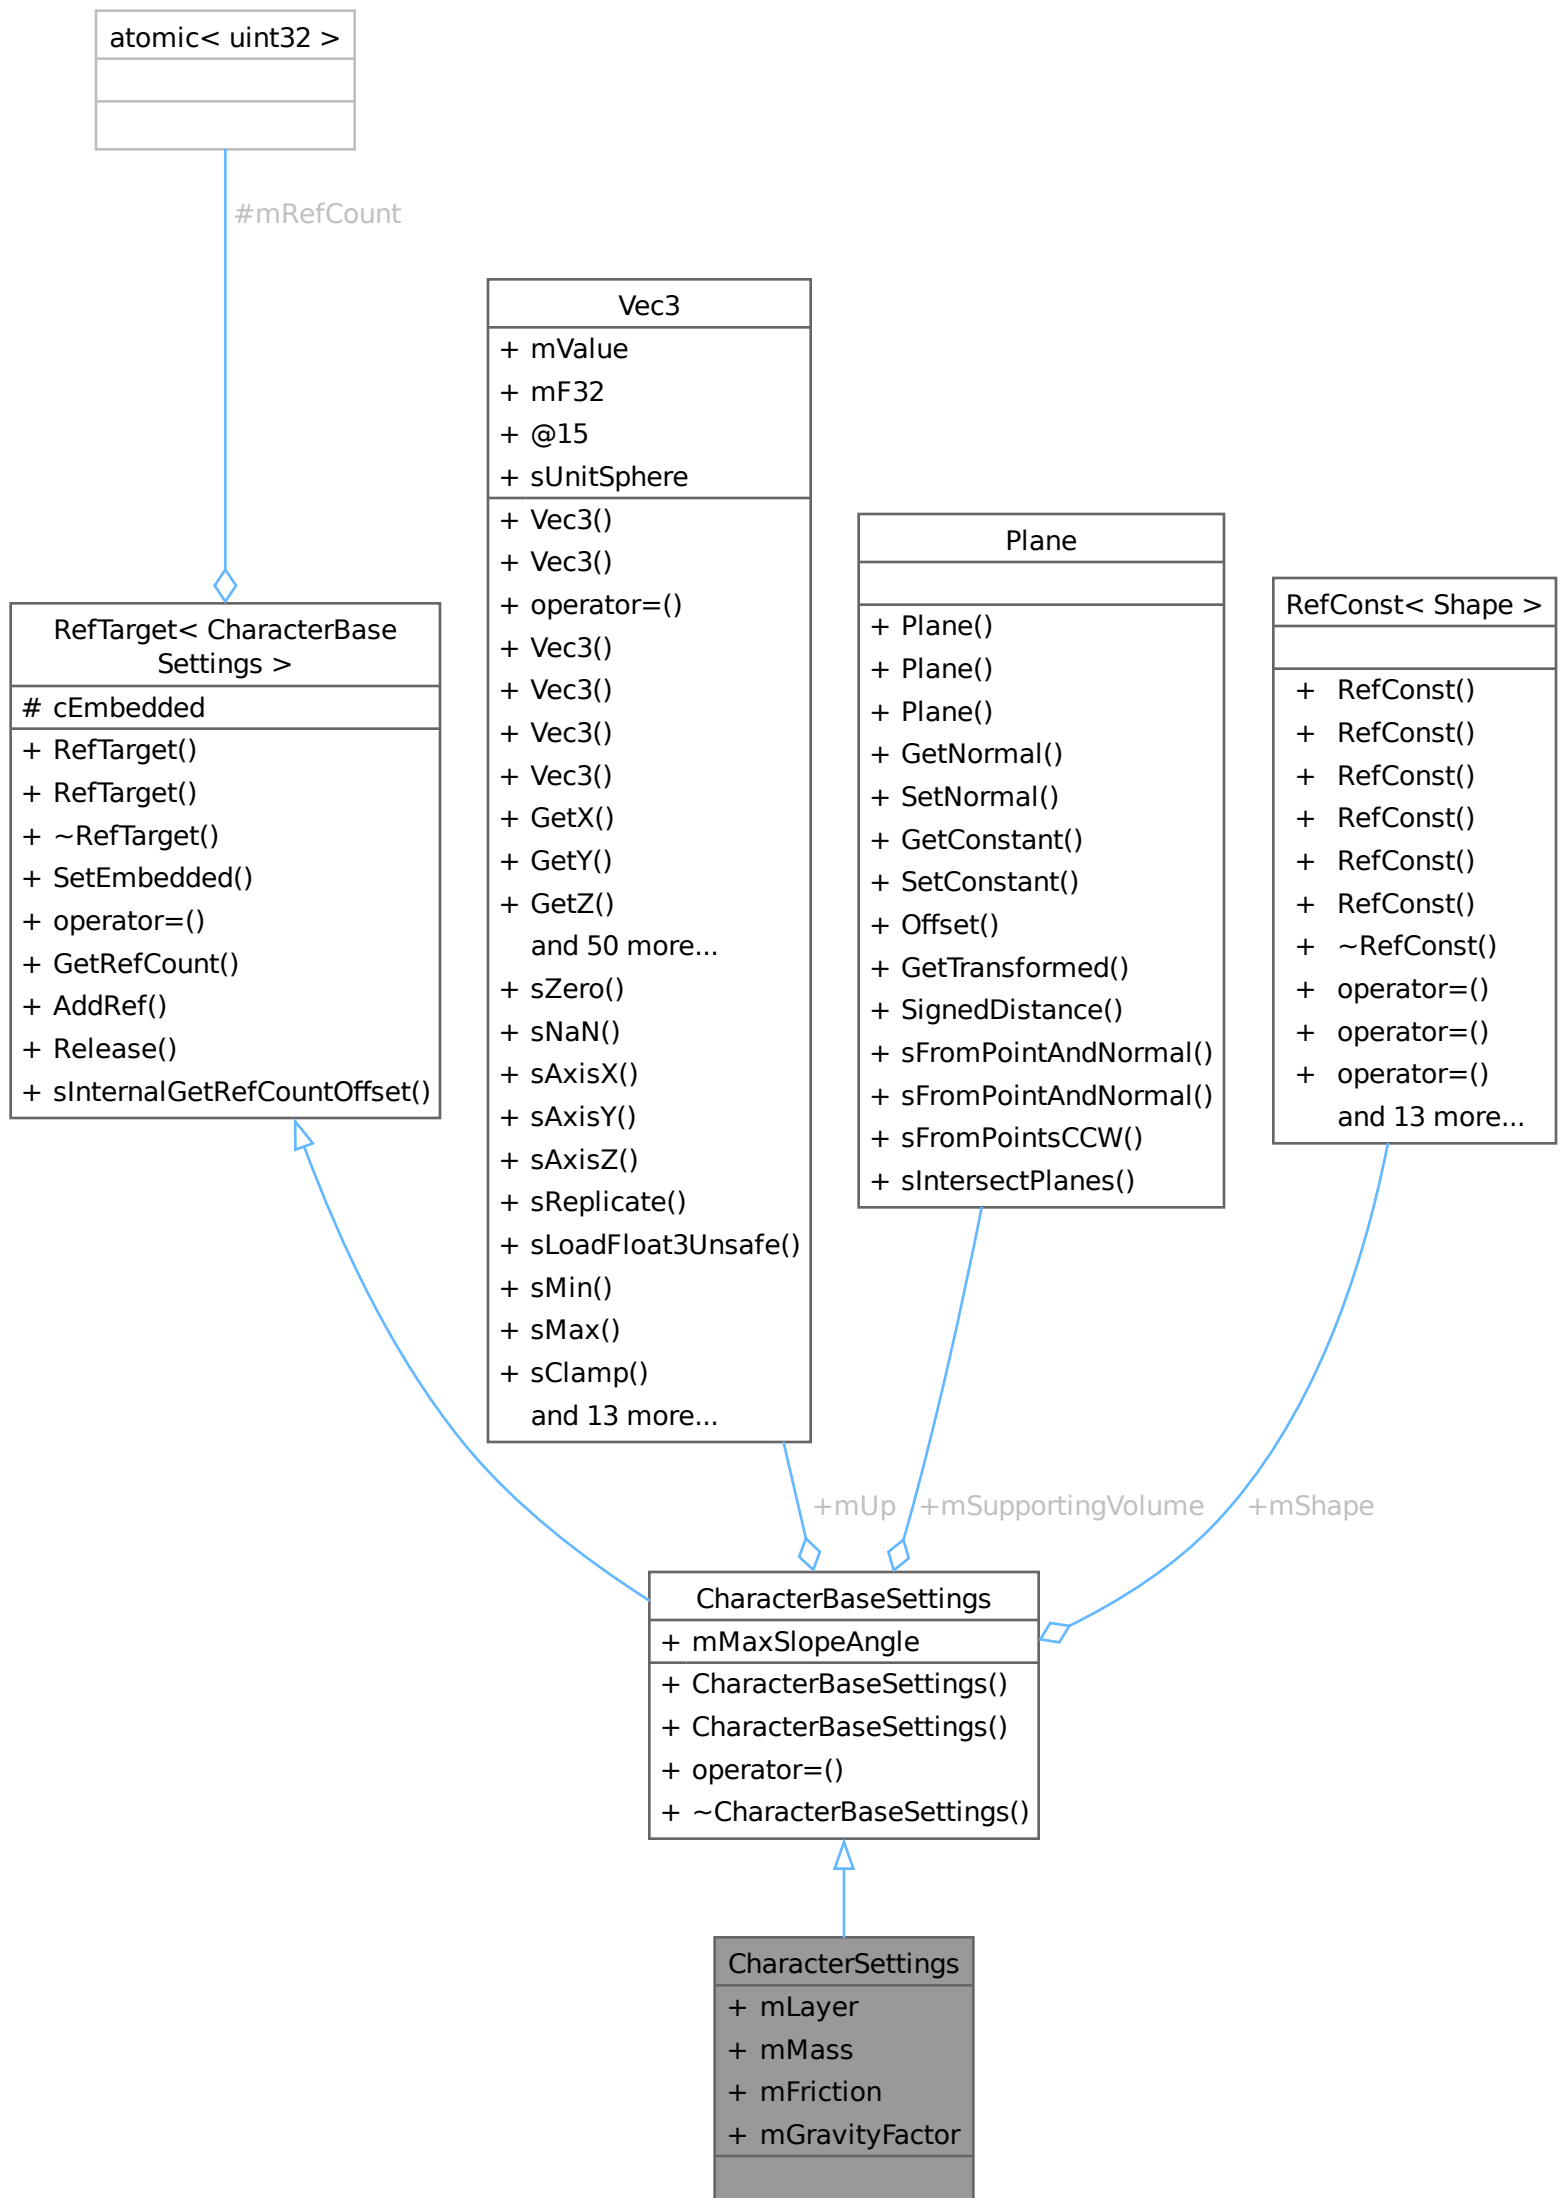 atomic< uint32 >
#mRefCount
RefTarget< CharacterBase
Settings >
# cEmbedded
+ RefTarget()
+ RefTarget()
+ ~RefTarget()
+ SetEmbedded()
+ operator=()
+ GetRefCount()
+ AddRef()
+ Release()
+ sInternalGetRefCountOffset()
Vec3
+ mValue
+ mF32
+ @15
+ sUnitSphere
+ Vec3()
+ Vec3()
+ operator=()
+ Vec3()
+ Vec3()
+ Vec3()
+ Vec3()
+ GetX()
+ GetY()
+ GetZ()
and 50 more...
+ sZero()
+ sNaN()
+ sAxisX()
+ sAxisY()
+ sAxisZ()
+ sReplicate()
+ sLoadFloat3Unsafe()
+ sMin()
+ sMax()
+ sClamp()
and 13 more...
Plane
+ Plane()
+ Plane()
+ Plane()
+ GetNormal()
+ SetNormal()
+ GetConstant()
+ SetConstant()
+ Offset()
+ GetTransformed()
+ SignedDistance()
+ sFromPointAndNormal()
+ sFromPointAndNormal()
+ sFromPointsCCW()
+ sIntersectPlanes()
RefConst< Shape >
+ RefConst()
+ RefConst()
+ RefConst()
+ RefConst()
+ RefConst()
+ RefConst()
+ ~RefConst()
+ operator=()
+ operator=()
+ operator=()
and 13 more...
+mUp
+mSupportingVolume
+mShape
CharacterBaseSettings
+ mMaxSlopeAngle
+ CharacterBaseSettings()
+ CharacterBaseSettings()
+ operator=()
+ ~CharacterBaseSettings()
CharacterSettings
+ mLayer
+ mMass
+ mFriction
+ mGravityFactor